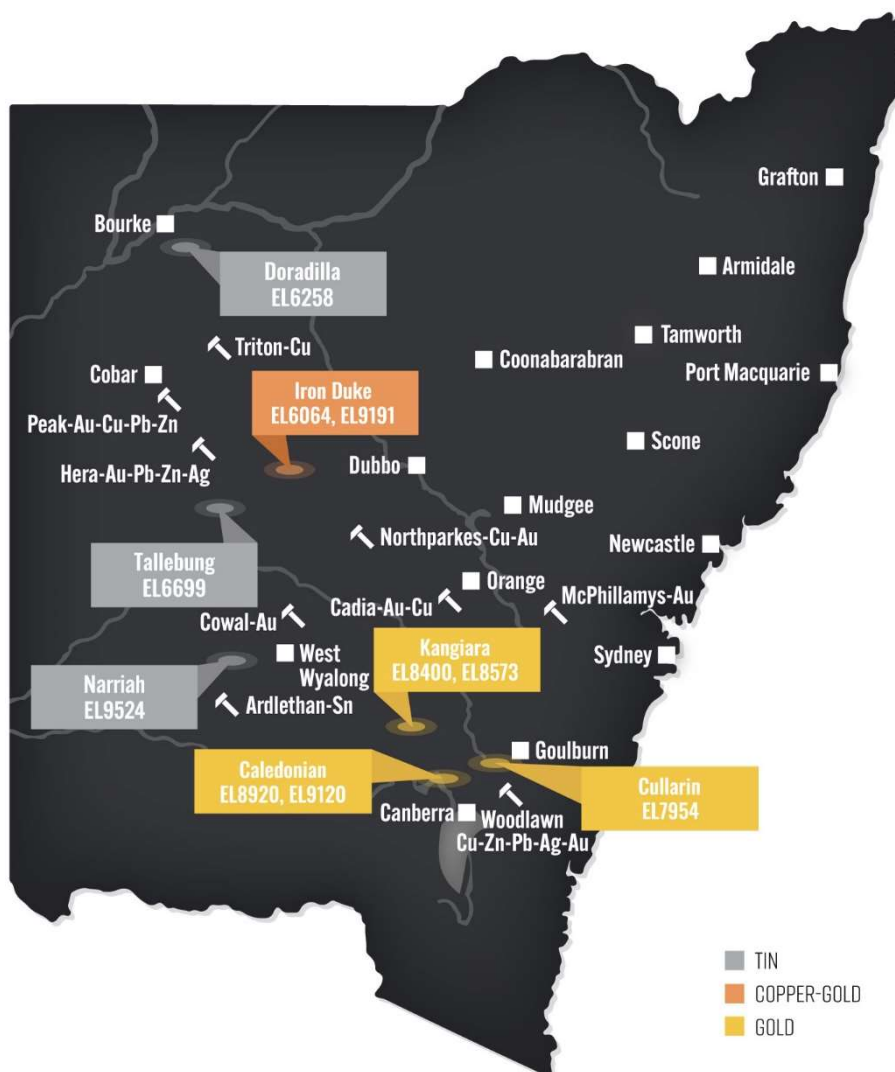 Grafton
Bourke
Doradilla
EL6258
Armidale
Triton-Cu
Tamworth
Coonabarabran
Cobar
Port Macquarie
Iron Duke
EL6064, EL9191
Peak-Au-Cu-Pb-Zn
Scone
Hera-Au-Pb-Zn-Ag
Dubbo
Mudgee
Northparkes-Cu-Au
Newcastle
Tallebung
EL6699
Orange
McPhillamys-Au
Cadia-Au-Cu
Cowal-Au
Kangiara
EL8400, EL8573
West
Wyalong
Sydney
Narriah
EL9524
Ardlethan-Sn
Goulburn
Caledonian
EL8920, EL9120
Cullarin
EL7954
Canberra
Woodlawn
Cu-Zn-Pb-Ag-Au
TIN
COPPER-GOLD
GOLD